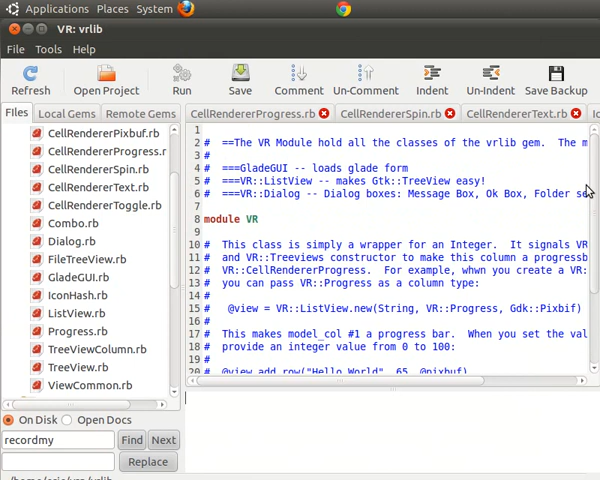 Applications Places System
VR: vrlib
File Tools Help
Refresh Open Project Run Save Comment Un-Comment Indent Un-Indent Save Backup
Files Local Gems Remote Gems
CellRendererProgress.rb CellRendererSpin.rb CellRendererText.rb
CellRendererPixbuf.rb
CellRendererProgress.r
CellRendererSpin.rb
CellRendererText.rb
CellRendererToggle.rb
Combo.rb
Dialog.rb
FileTreeView.rb
GladeGUI.rb
IconHash.rb
ListView.rb
Progress.rb
TreeViewColumn.rb
TreeView.rb
ViewCommon.rb
1
2 # ==The VR Module hold all the classes of the vrlib gem. The m
3 #
4 # ===GladeGUI -- loads glade form
5 # ===VR::ListView -- makes Gtk::TreeView easy!
6 # ===VR::Dialog -- Dialog boxes: Message Box, Ok Box, Folder se
7
8 module VR
9
10 # This class is simply a wrapper for an Integer. It signals VR
11 # and VR::Treeviews constructor to make this column a progressb
12 # VR::CellRendererProgress. For example, whwn you create a VR:
13 # you can pass VR::Progress as a column type:
14 #
15 # @view = VR::ListView.new(String, VR::Progress, Gdk::Pixbif)
16 #
17 # This makes model_col #1 a progress bar. When you set the val
18 # provide an integer value from 0 to 100:
19 #
20 # @view.add_row("Hello World", 65, @pixbuf)
On Disk Open Docs
recordmy Find Next
Replace